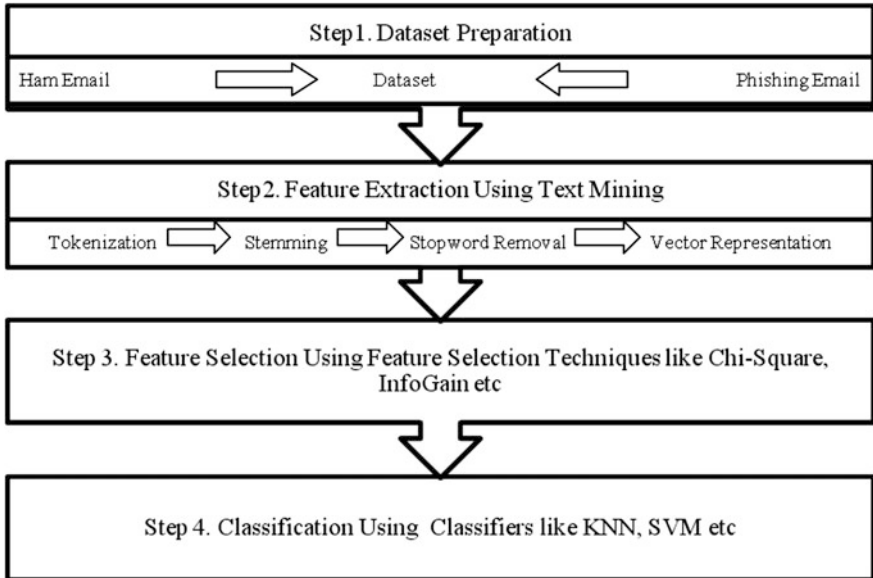 Step1. Dataset Preparation
Ham Email Dataset Phishing Email
Step2. Feature Extraction Using Text Mining
Tokenization Stemming Stopword Removal Vector Representation
Step 3. Feature Selection Using Feature Selection Techniques like Chi-Square,
InfoGain etc
Step 4. Classification Using Classifiers like KNN, SVM etc